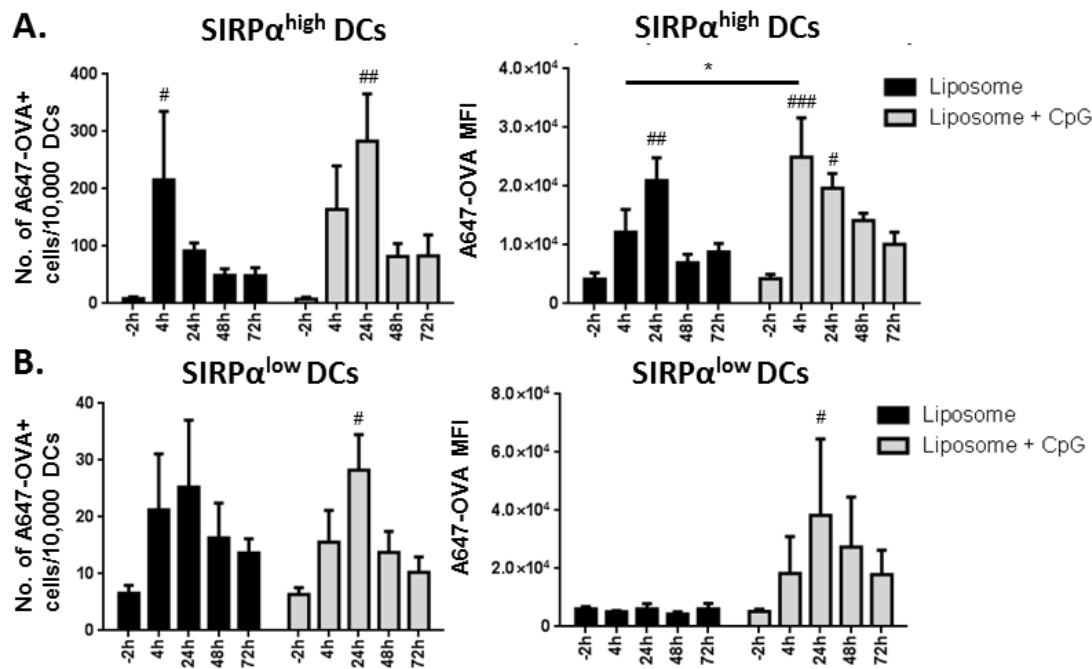 A.
SIRPα^high DCs
No. of A647-OVA+
cells/10,000 DCs
400
300
200
100
0
#
##
-2h 4h 24h 48h 72h -2h 4h 24h 48h 72h
SIRPα^high DCs
A647-OVA MFI
4.0×10^4
3.0×10^4
2.0×10^4
1.0×10^4
0
*
##
###
#
-2h 4h 24h 48h 72h -2h 4h 24h 48h 72h
Liposome
Liposome + CpG
B.
SIRPα^low DCs
No. of A647-OVA+
cells/10,000 DCs
40
30
20
10
0
#
-2h 4h 24h 48h 72h -2h 4h 24h 48h 72h
SIRPα^low DCs
A647-OVA MFI
8.0×10^4
6.0×10^4
4.0×10^4
2.0×10^4
0
#
-2h 4h 24h 48h 72h -2h 4h 24h 48h 72h
Liposome
Liposome + CpG